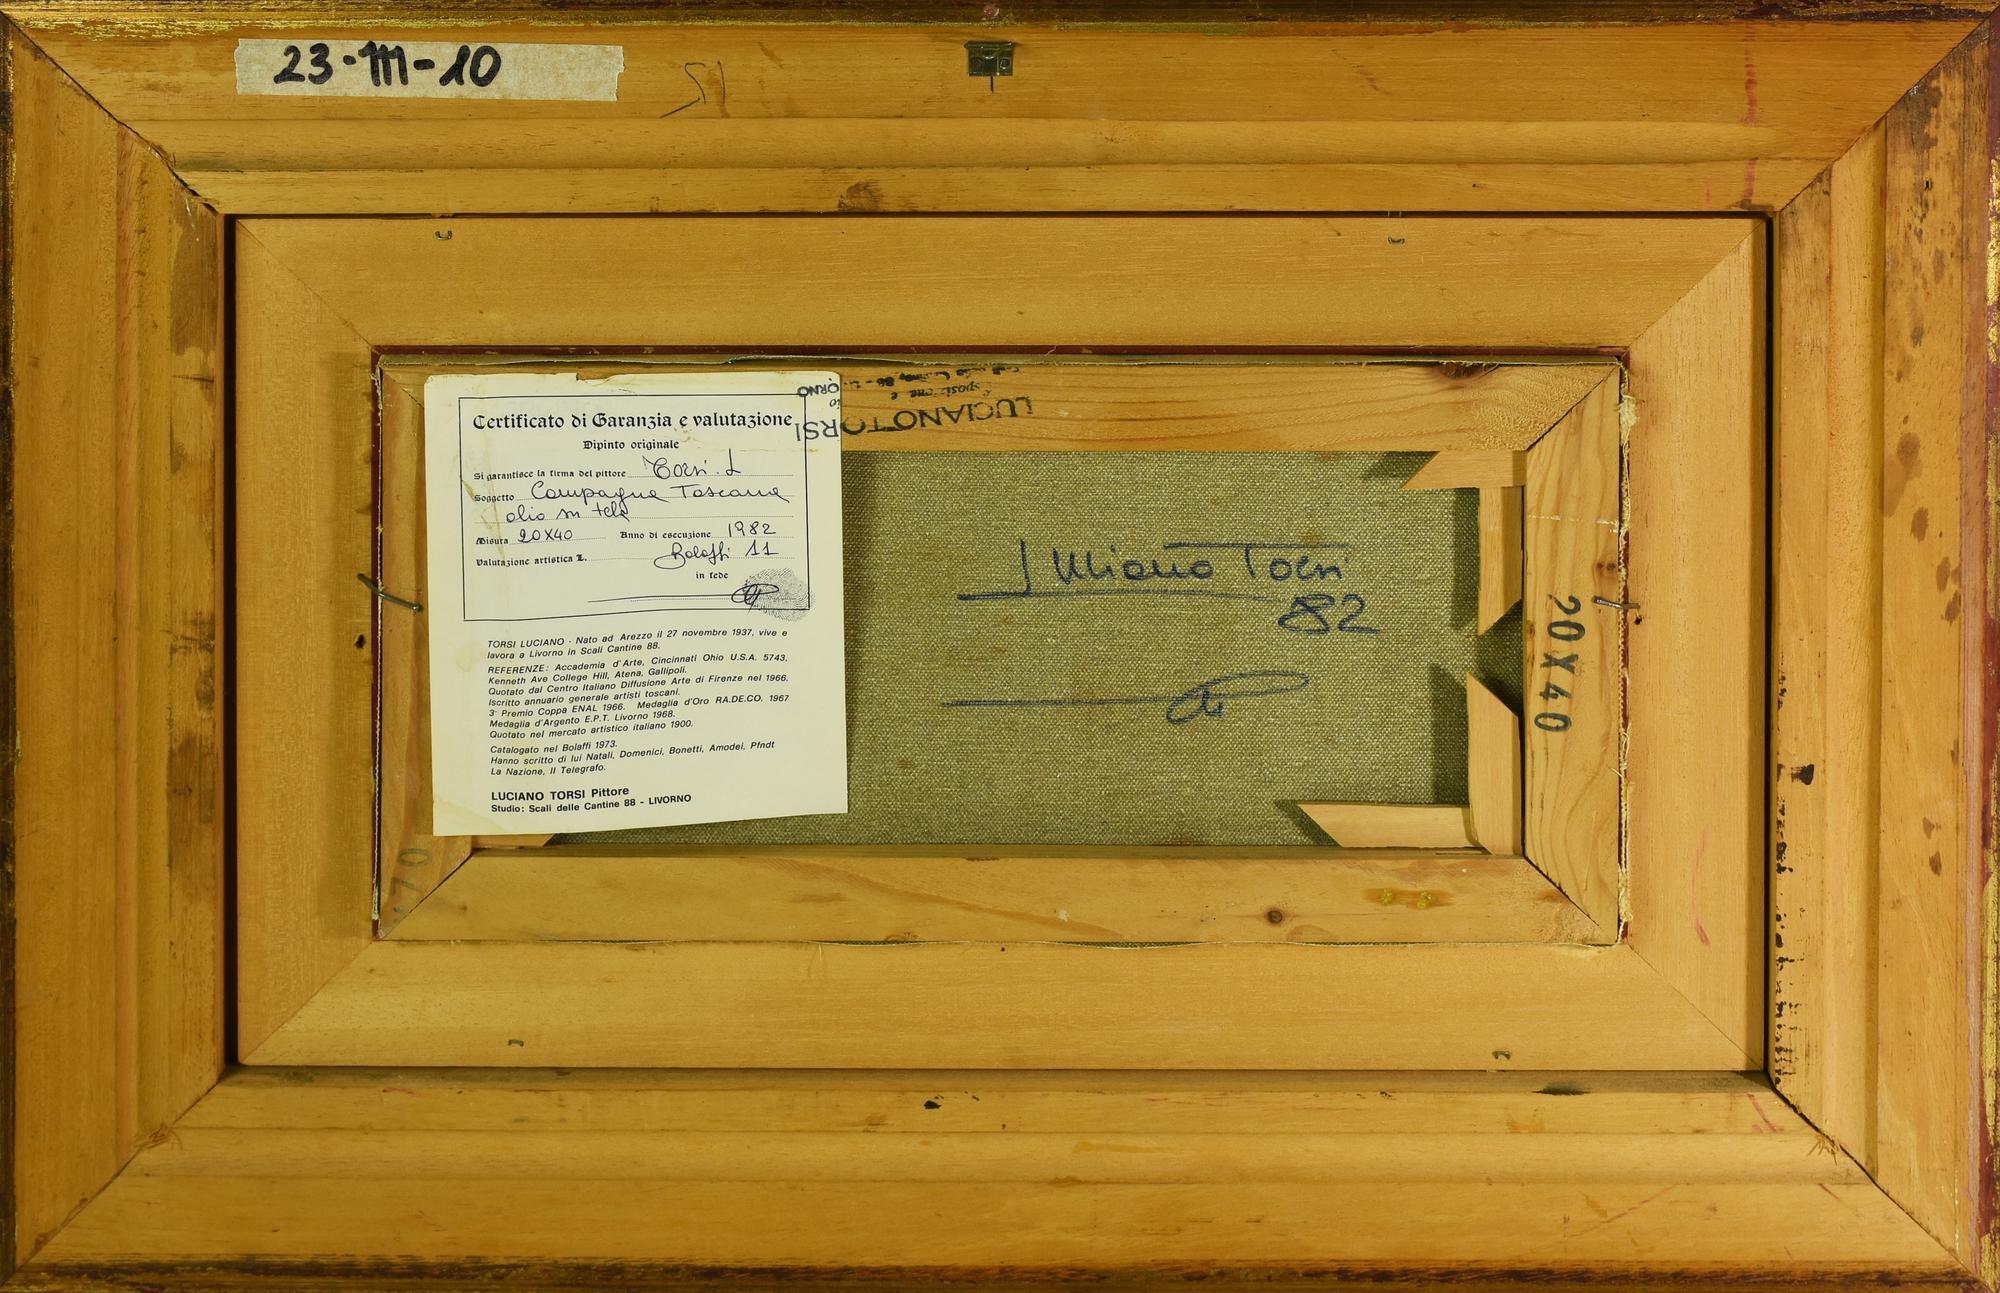 23-M-10
51
Certificato di Garanzia e valutazione
Dipinto originale
Si garantisce la firma del pittore Torsi. L
Soggetto Campagna Toscana
olio su tela
Misura 20X40 Anno di esecuzione 1982
Valutazione artistica L. Bolaffi 11
in fede
TORSI LUCIANO - Nato ad Arezzo il 27 novembre 1937, vive e
lavora a Livorno in Scali Cantine 88.
REFERENZE: Accademia d'Arte, Cincinnati Ohio U.S.A. 5743,
Kenneth Ave College Hill, Atena, Gallipoli.
Quotato dal Centro Italiano Diffusione Arte di Firenze nel 1966.
Iscritto annuario generale artisti toscani.
3° Premio Coppa ENAL 1966. Medaglia d'Oro RA.DE.CO. 1967
Medaglia d'Argento E.P.T. Livorno 1968.
Quotato nel mercato artistico italiano 1900.
Catalogato nel Bolaffi 1973.
Hanno scritto di lui Natali, Domenici, Bonetti, Amodei, Pfndt
La Nazione, Il Telegrafo.
LUCIANO TORSI Pittore
Studio: Scali delle Cantine 88 - LIVORNO
LUCIANO TORSI
Esposizione e
Luciano Torsi
82
20X40